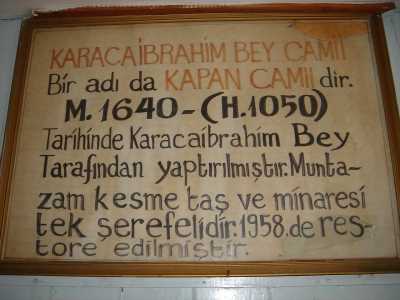 KARACAİBRAHİM BEY CAMİİ
Bir adı da KAPAN CAMİİ dir.
M.1640-(H.1050)
Tarihinde Karacaibrahim Bey
Tarafından yaptırılmıştır.Munta-
zam kesme taş ve minaresi
tek şerefelidir.1958.de res-
tore edilmiştir.